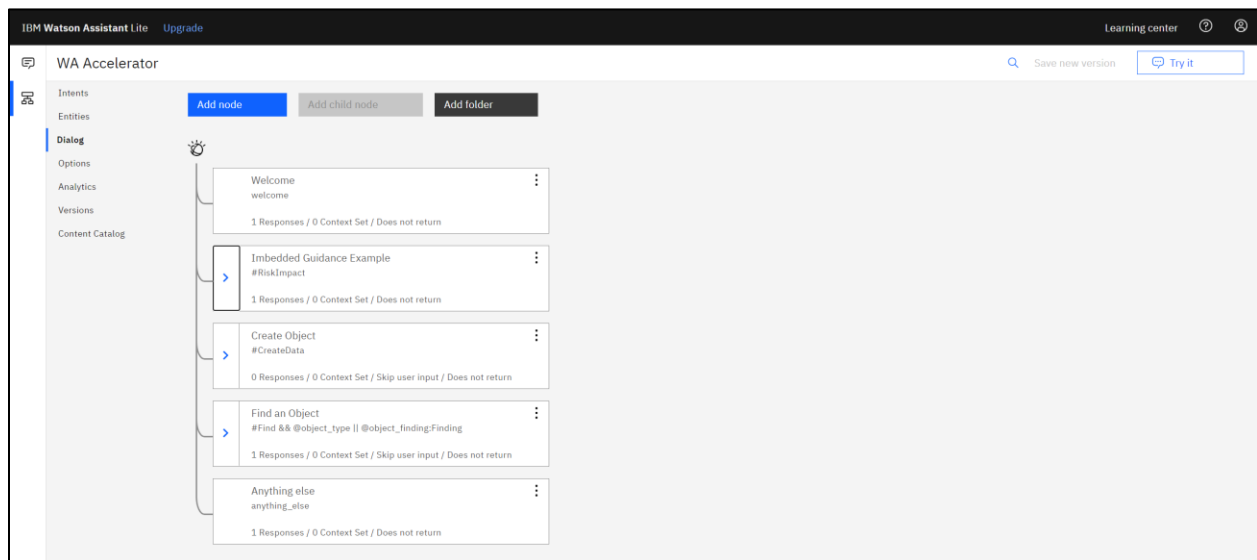 IBM Watson Assistant Lite Upgrade Learning center
WA Accelerator Save new version Try it
Intents
Entities
Dialog
Options
Analytics
Versions
Content Catalog
Add node Add child node Add folder
Welcome
welcome
1 Responses / 0 Context Set / Does not return
Imbedded Guidance Example
#RiskImpact
1 Responses / 0 Context Set / Does not return
Create Object
#CreateData
0 Responses / 0 Context Set / Skip user input / Does not return
Find an Object
#Find && @object_type || @object_finding:Finding
1 Responses / 0 Context Set / Skip user input / Does not return
Anything else
anything_else
1 Responses / 0 Context Set / Does not return